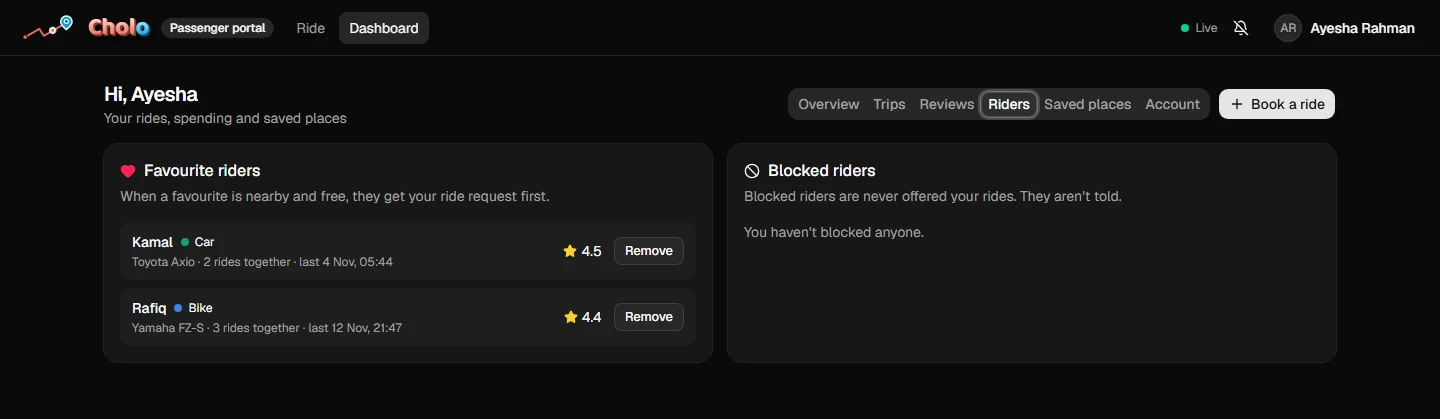 Cholo Passenger portal Ride Dashboard Live AR Ayesha Rahman
Hi, Ayesha
Your rides, spending and saved places
Overview Trips Reviews Riders Saved places Account + Book a ride
Favourite riders
When a favourite is nearby and free, they get your ride request first.
Kamal Car
Toyota Axio · 2 rides together · last 4 Nov, 05:44
4.5 Remove
Rafiq Bike
Yamaha FZ-S · 3 rides together · last 12 Nov, 21:47
4.4 Remove
Blocked riders
Blocked riders are never offered your rides. They aren't told.
You haven't blocked anyone.